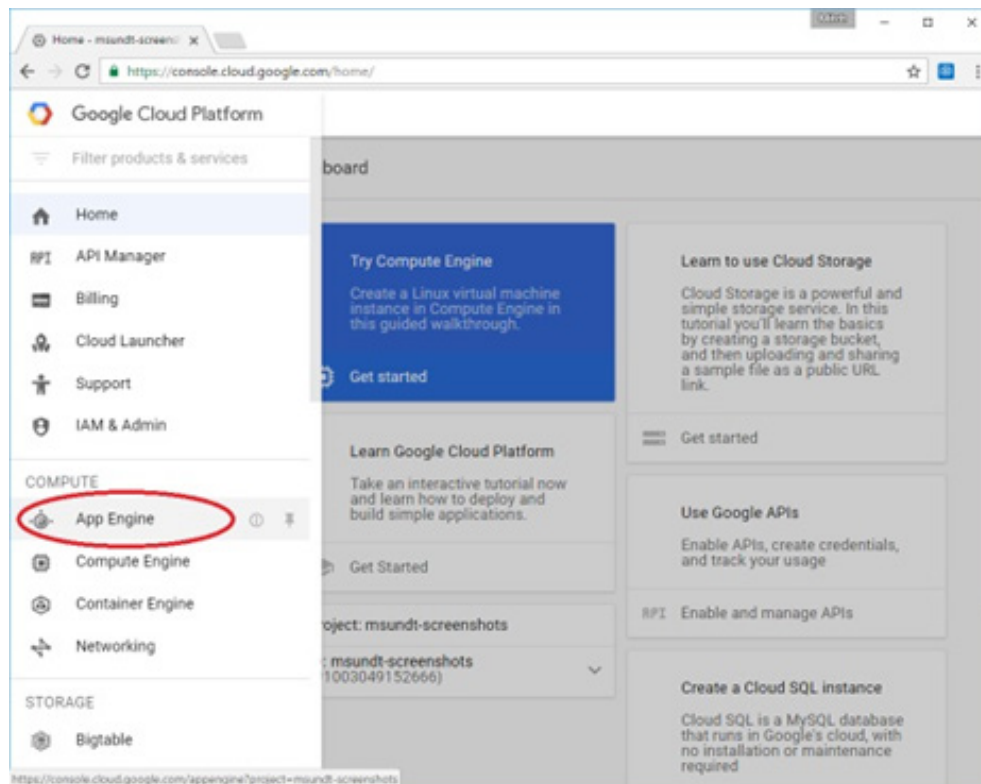 Home - msundt-screens
https://console.cloud.google.com/home/
Google Cloud Platform
Filter products & services
board
Home
API Manager
Billing
Cloud Launcher
Support
IAM & Admin
COMPUTE
App Engine
Compute Engine
Container Engine
Networking
STORAGE
Bigtable
Try Compute Engine
Create a Linux virtual machine
instance in Compute Engine in
this guided walkthrough.
Get started
Learn Google Cloud Platform
Take an interactive tutorial now
and learn how to deploy and
build simple applications.
Get Started
oject: msundt-screenshots
: msundt-screenshots
1003049152666)
Learn to use Cloud Storage
Cloud Storage is a powerful and
simple storage service. In this
tutorial you'll learn the basics
by creating a storage bucket,
and then uploading and sharing
a sample file as a public URL
link.
Get started
Use Google APIs
Enable APIs, create credentials,
and track your usage
Enable and manage APIs
Create a Cloud SQL instance
Cloud SQL is a MySQL database
that runs in Google's cloud, with
no installation or maintenance
required
https://console.cloud.google.com/appengine?project=msundt-screenshots